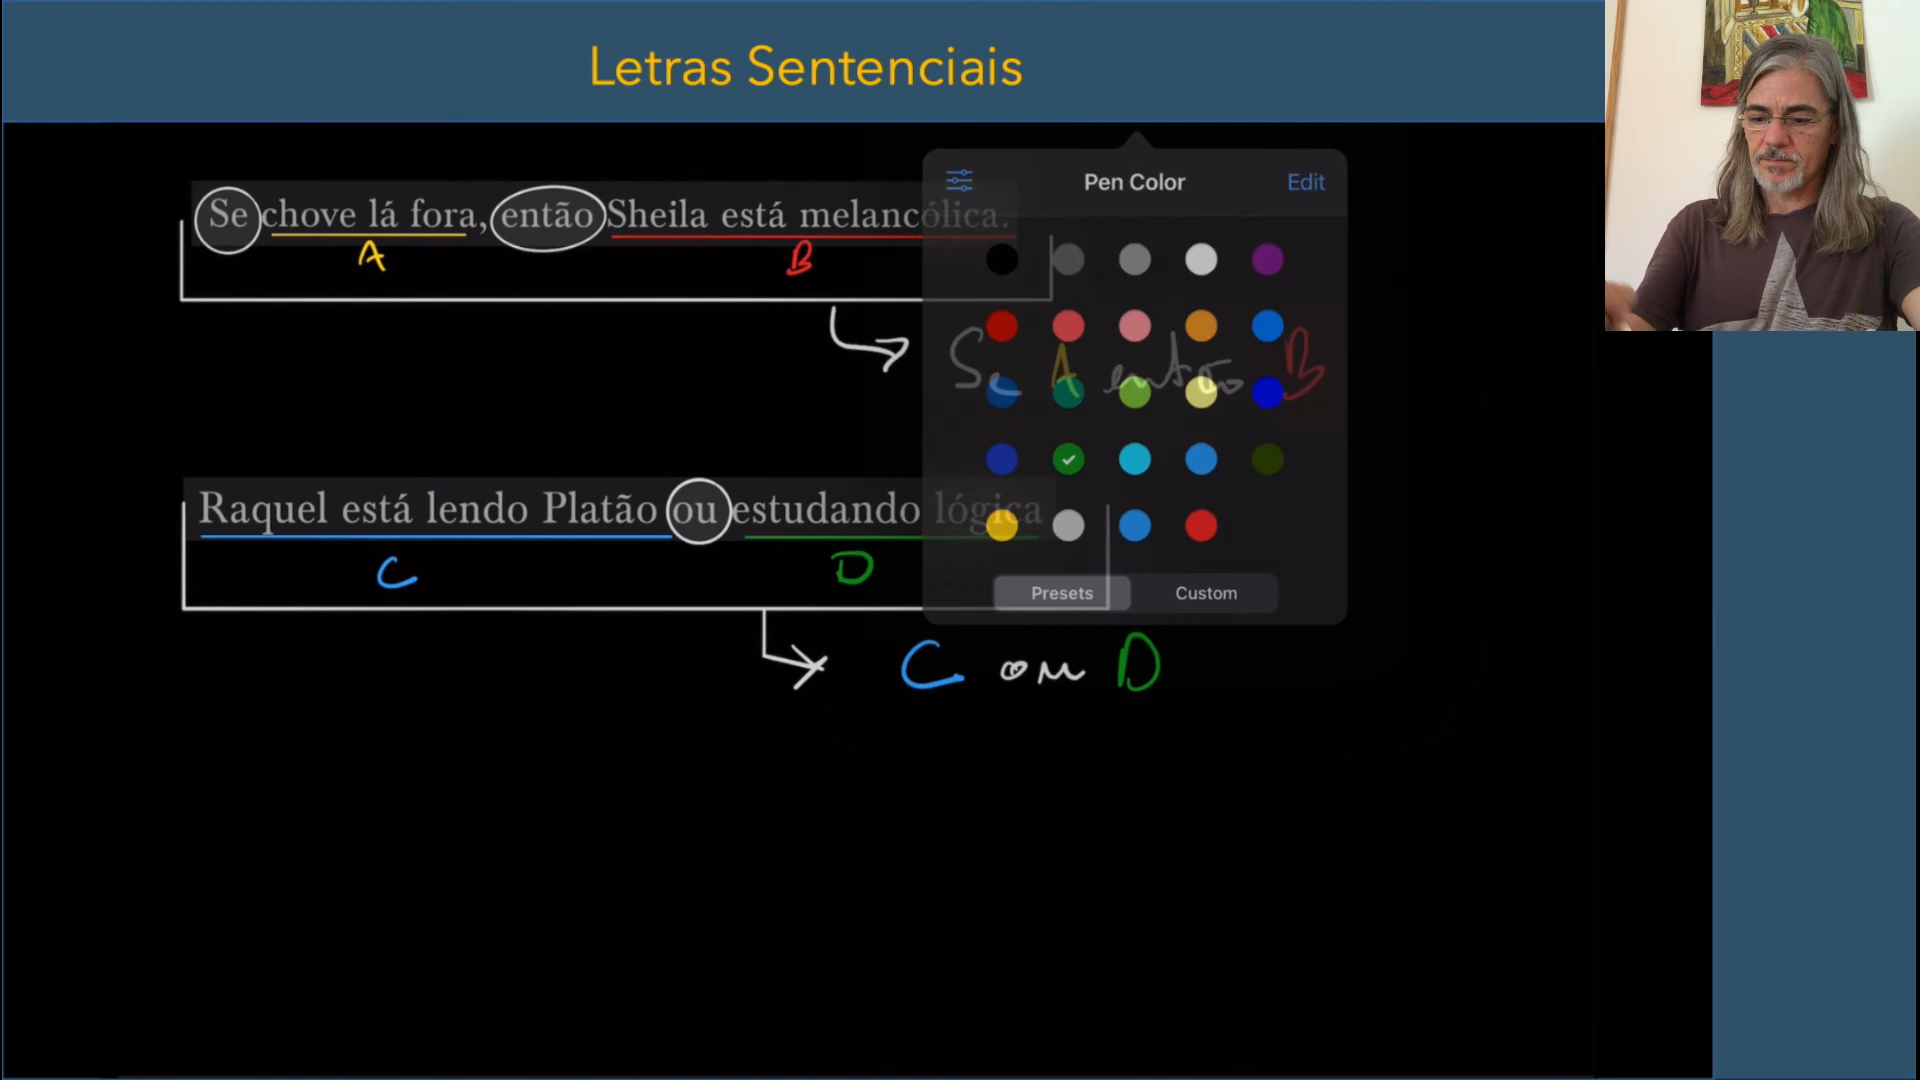 Letras Sentenciais
Se chove lá fora, então Sheila está melancólica.
A B
Se A então B
Raquel está lendo Platão ou estudando lógica
C D
C ou D
Pen Color
Edit
Presets
Custom